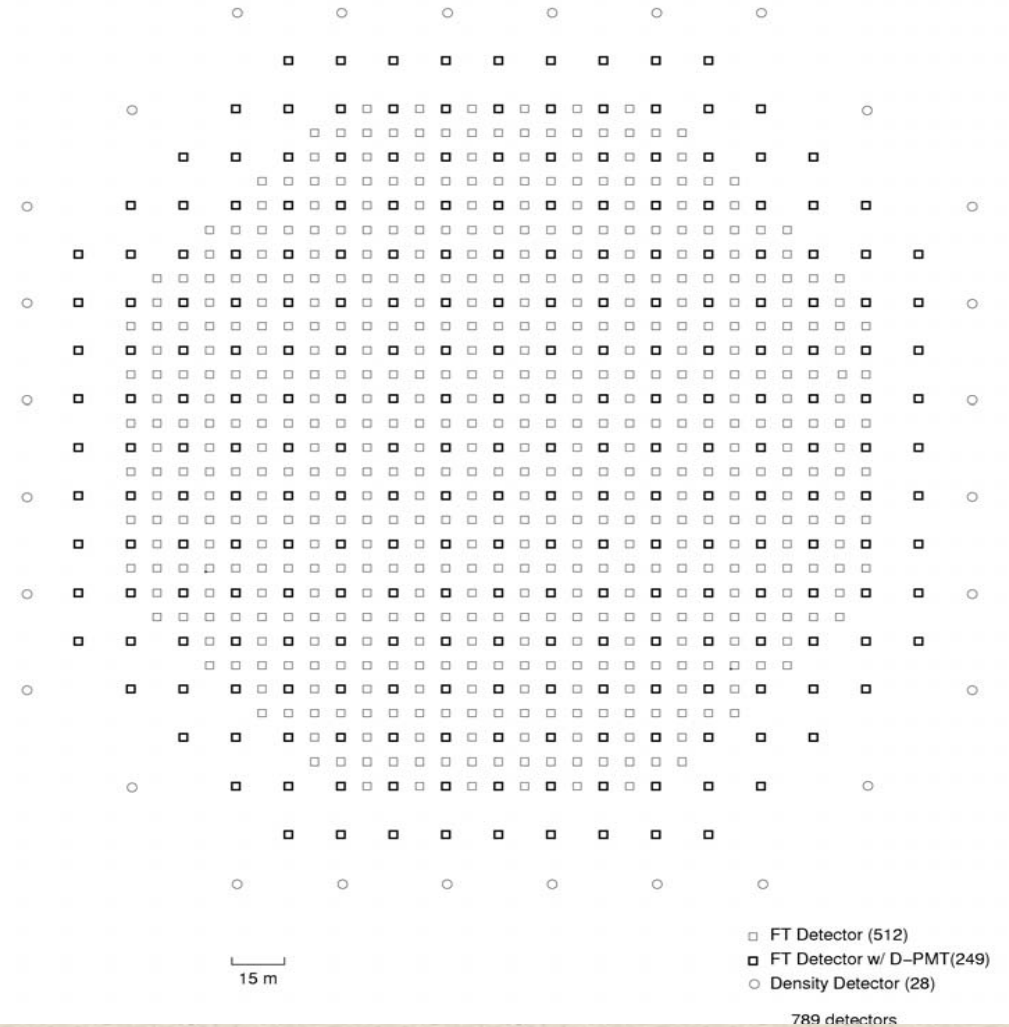 FT Detector (512)
FT Detector w/ D−PMT(249)
Density Detector (28)
15 m
789 detectors